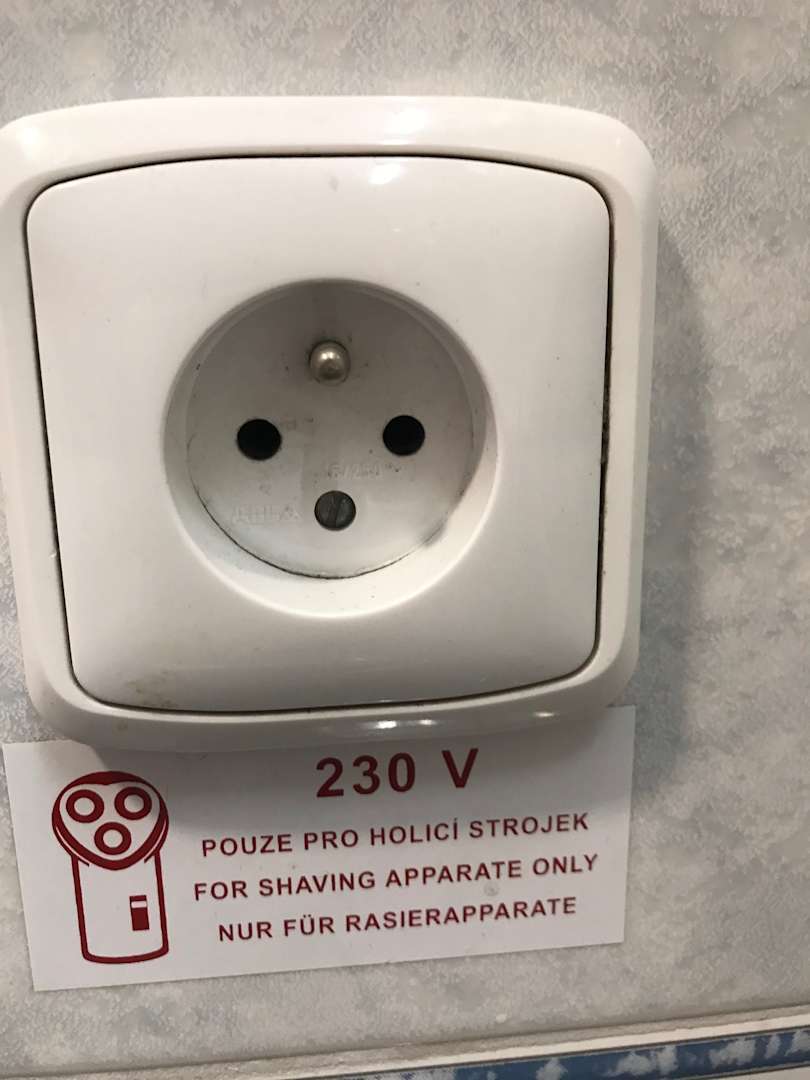 230 V
POUZE PRO HOLICÍ STROJEK
FOR SHAVING APPARATE ONLY
NUR FÜR RASIERAPPARATE